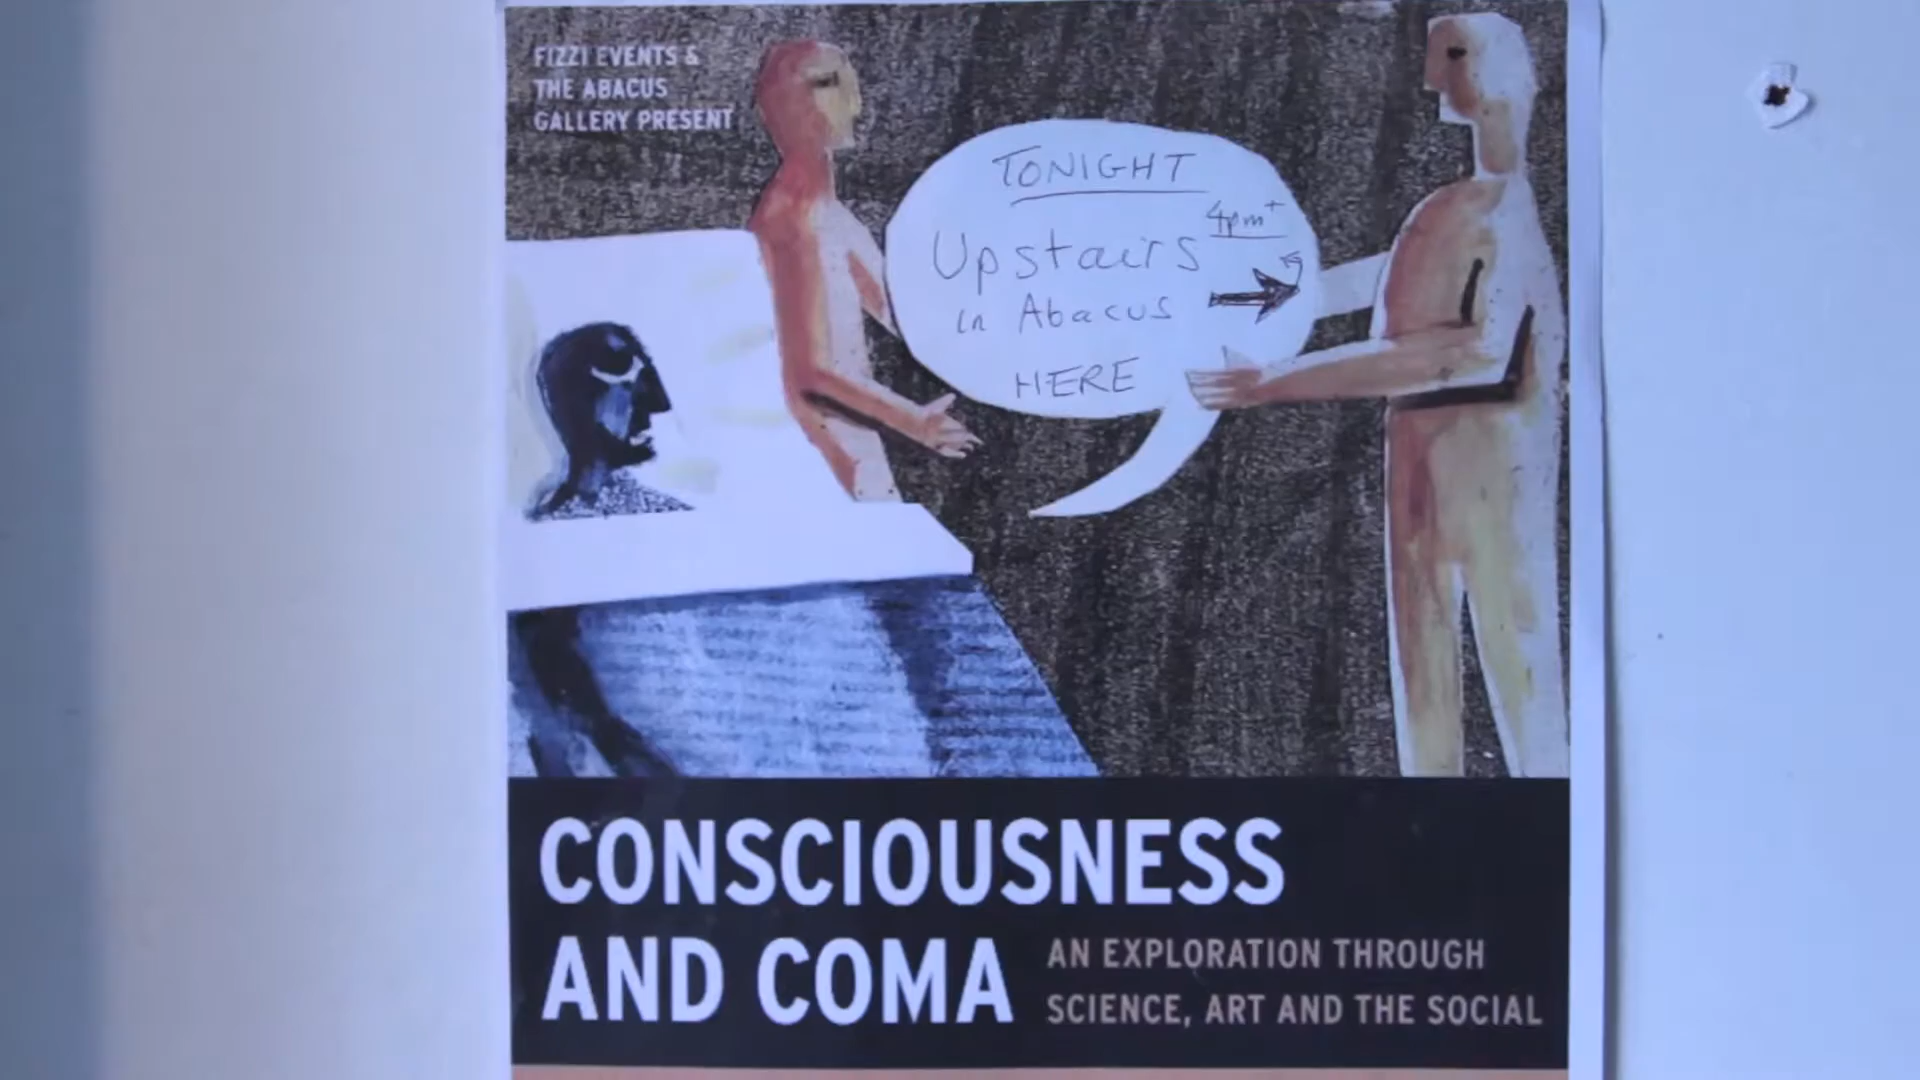 FIZZI EVENTS &
THE ABACUS
GALLERY PRESENT
TONIGHT
4pm+
Upstairs
in Abacus
HERE
CONSCIOUSNESS
AND COMA
AN EXPLORATION THROUGH
SCIENCE, ART AND THE SOCIAL